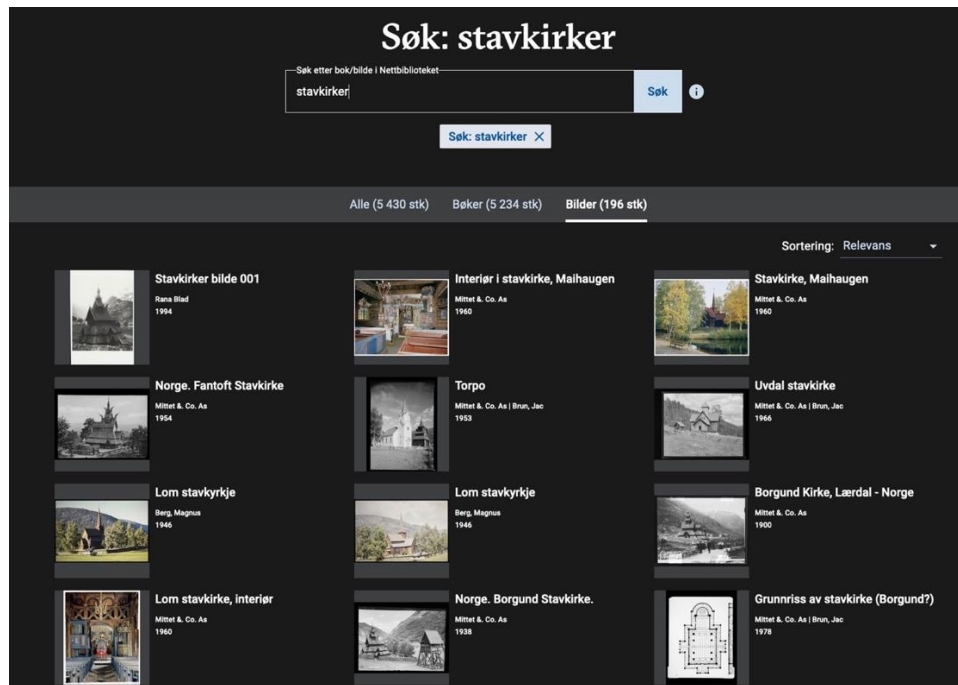 Søk: stavkirker
Søk etter bok/bilde i Nettbiblioteket
stavkirker
Søk
Søk: stavkirker
Alle (5 430 stk) Bøker (5 234 stk) Bilder (196 stk)
Sortering: Relevans
Stavkirker bilde 001
Rana Blad
1994
Interiør i stavkirke, Maihaugen
Mittet &. Co. As
1960
Stavkirke, Maihaugen
Mittet &. Co. As
1960
Norge. Fantoft Stavkirke
Mittet &. Co. As
1954
Torpo
Mittet &. Co. As | Brun, Jac
1953
Uvdal stavkirke
Mittet &. Co. As | Brun, Jac
1966
Lom stavkyrkje
Berg, Magnus
1946
Lom stavkyrkje
Berg, Magnus
1946
Borgund Kirke, Lærdal - Norge
Mittet &. Co. As
1900
Lom stavkirke, interiør
Mittet &. Co. As
1960
Norge. Borgund Stavkirke.
Mittet &. Co. As
1938
Grunnriss av stavkirke (Borgund?)
Mittet &. Co. As | Brun, Jac
1978